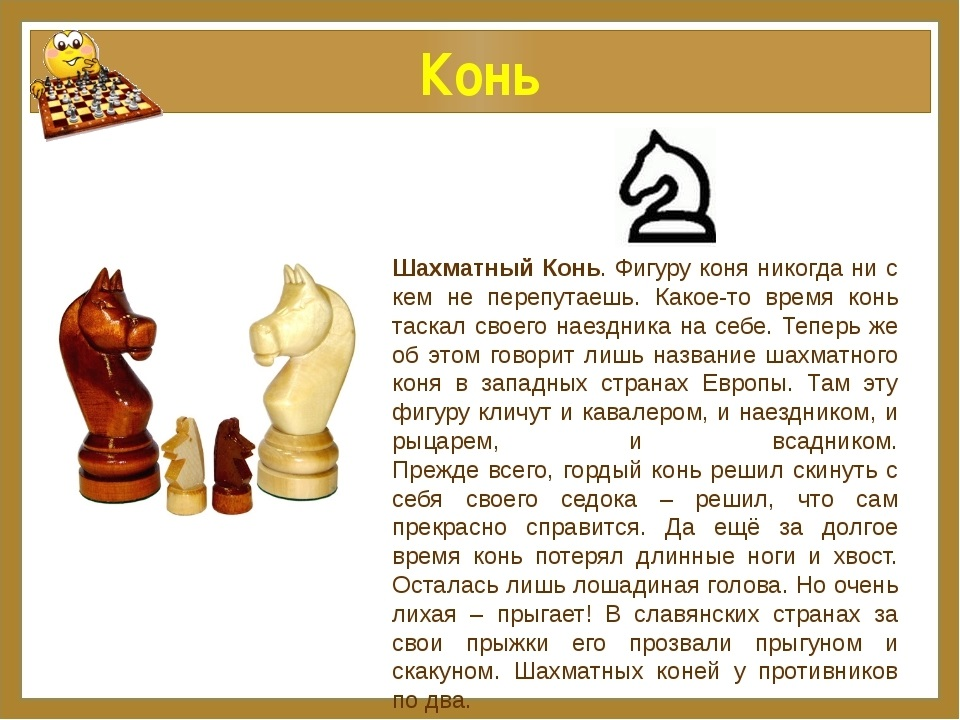 Конь
Шахматный Конь. Фигуру коня никогда ни с
кем не перепутаешь. Какое-то время конь
таскал своего наездника на себе. Теперь же
об этом говорит лишь название шахматного
коня в западных странах Европы. Там эту
фигуру кличут и кавалером, и наездником, и
рыцарем, и всадником.
Прежде всего, гордый конь решил скинуть с
себя своего седока – решил, что сам
прекрасно справится. Да ещё за долгое
время конь потерял длинные ноги и хвост.
Осталась лишь лошадиная голова. Но очень
лихая – прыгает! В славянских странах за
свои прыжки его прозвали прыгуном и
скакуном. Шахматных коней у противников
по два.